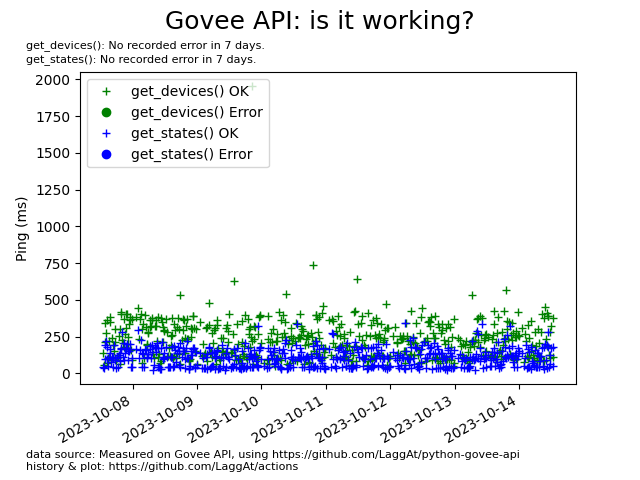 Govee API: is it working?
get_devices(): No recorded error in 7 days.
get_states(): No recorded error in 7 days.
get_devices() OK
get_devices() Error
get_states() OK
get_states() Error
Ping (ms)
2000
1750
1500
1250
1000
750
500
250
0
2023-10-08
2023-10-09
2023-10-10
2023-10-11
2023-10-12
2023-10-13
2023-10-14
data source: Measured on Govee API, using https://github.com/LaggAt/python-govee-api
history & plot: https://github.com/LaggAt/actions